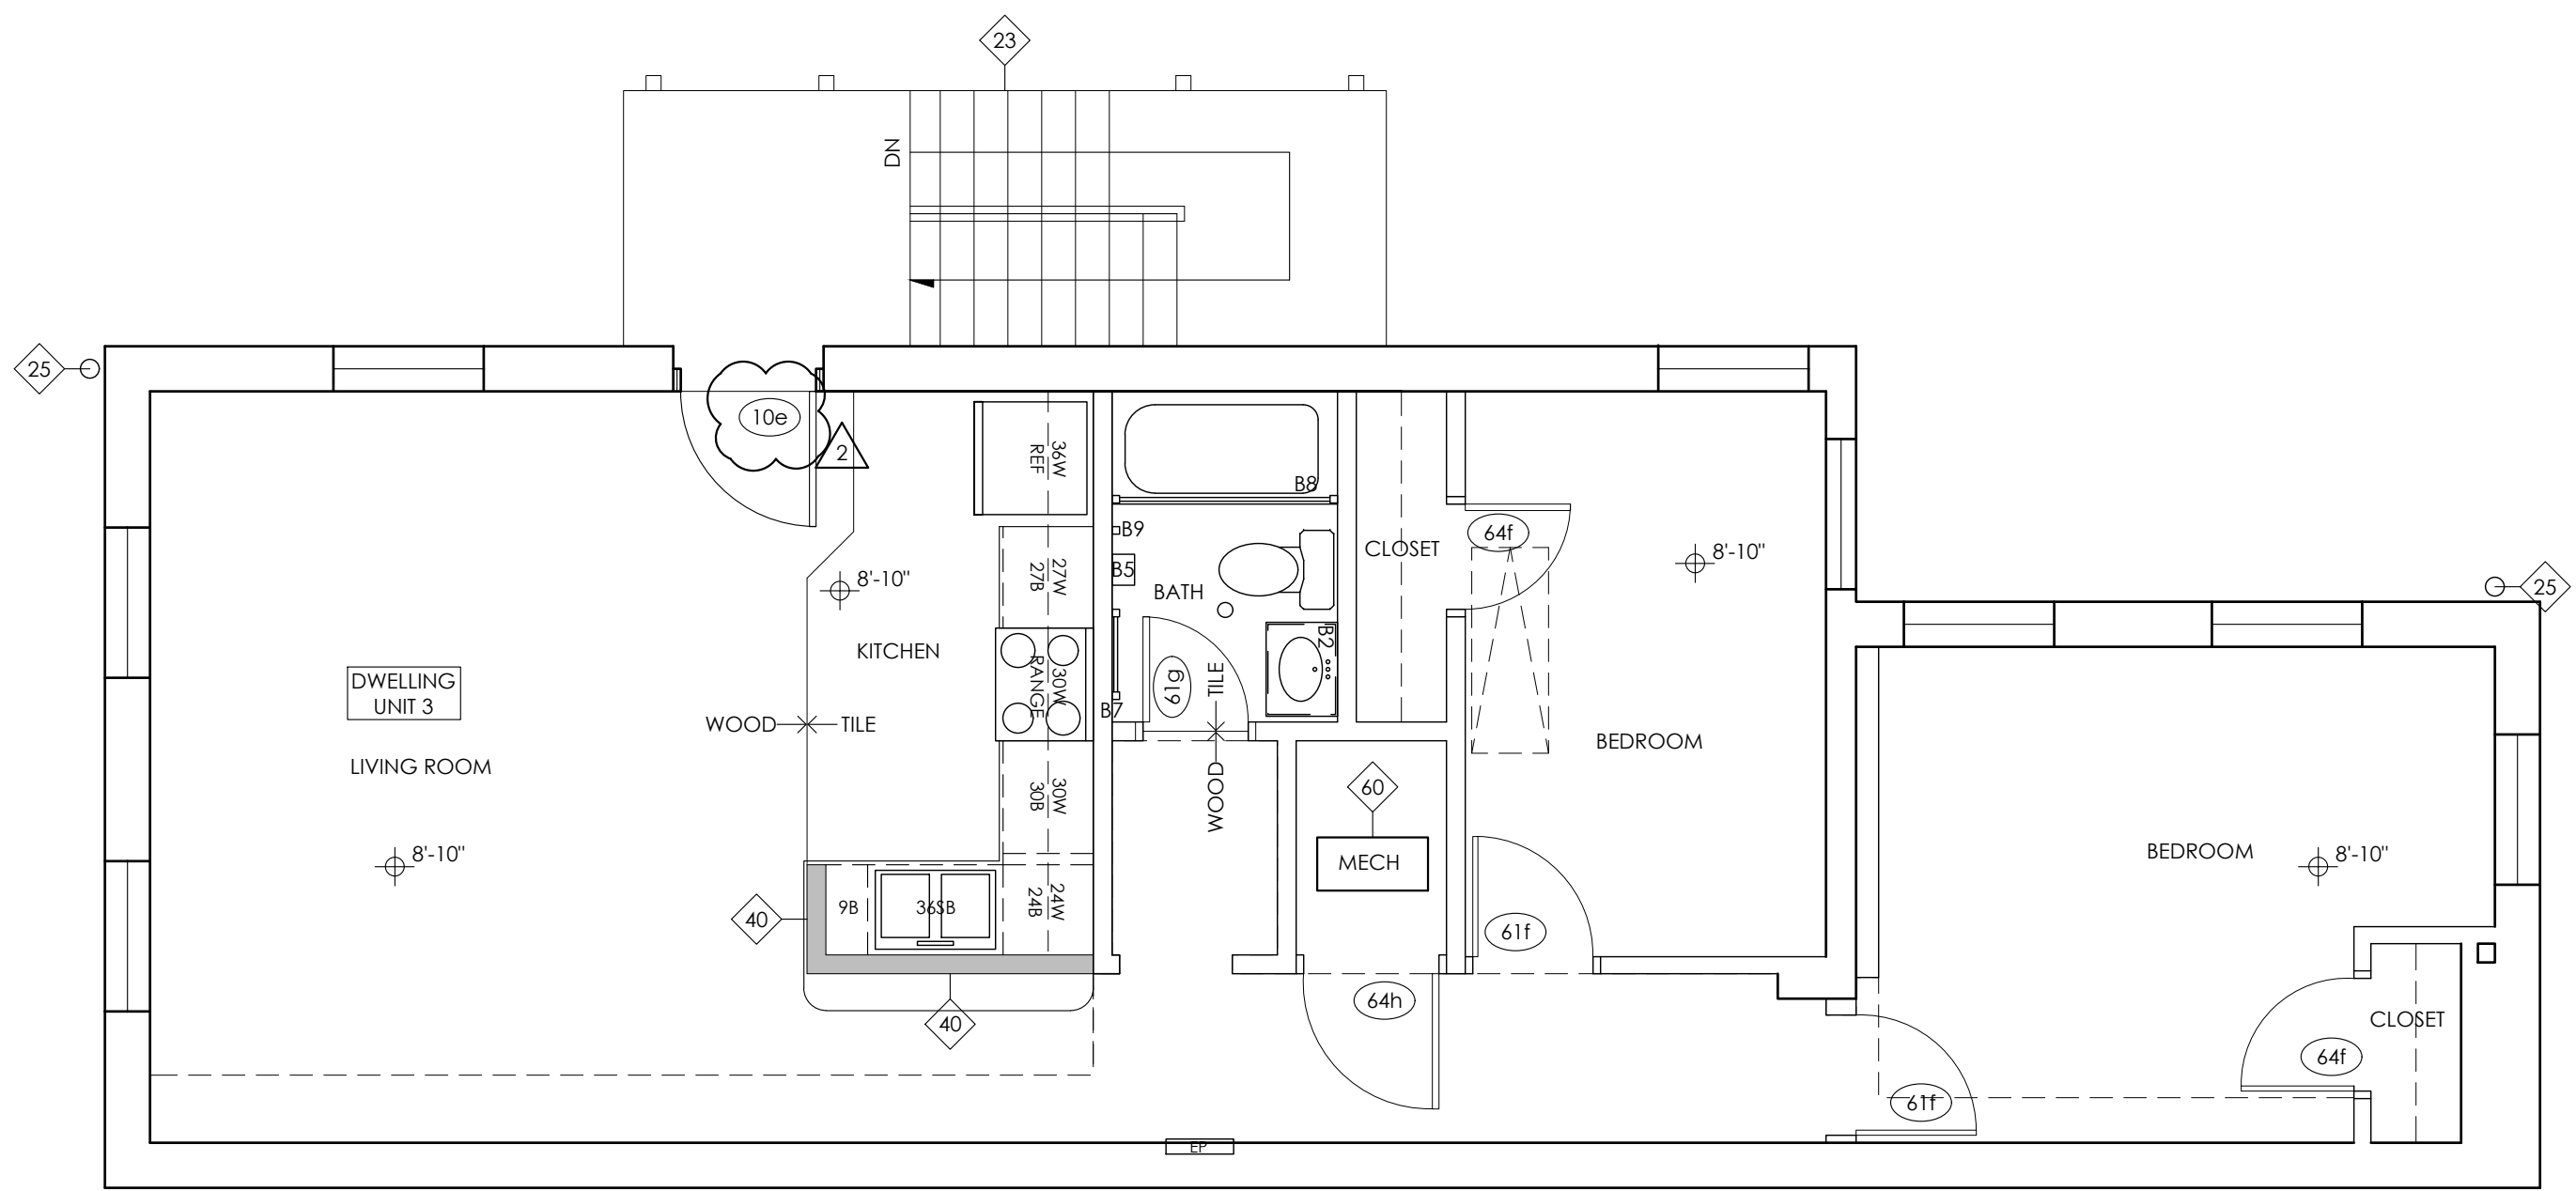 23
DN
25
10e
2
36W
REF
B8
B9
64f
CLOSET
8'-10"
B5
8'-10"
27W
27B
BATH
25
KITCHEN
B2
DWELLING
UNIT 3
30W
RANGE
61g
TILE
B7
WOOD
TILE
BEDROOM
LIVING ROOM
WOOD
60
30W
30B
MECH
8'-10"
BEDROOM
8'-10"
40
9B
36SB
24W
24B
61f
64h
40
CLOSET
64f
61f
EP